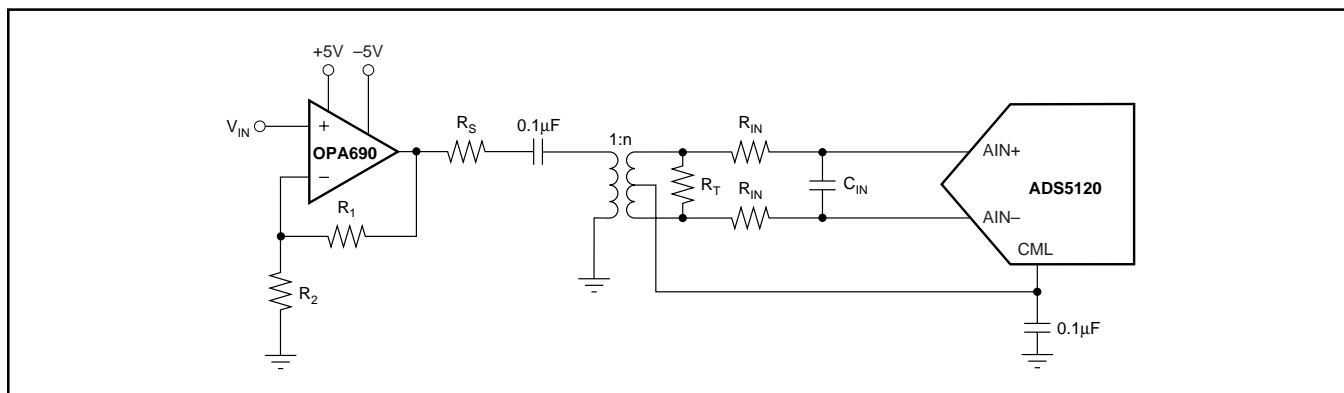 +5V −5V
V_IN
+
OPA690
−
R_1
R_2
R_S
0.1µF
1:n
R_T
R_IN
R_IN
C_IN
AIN+
ADS5120
AIN−
CML
0.1µF